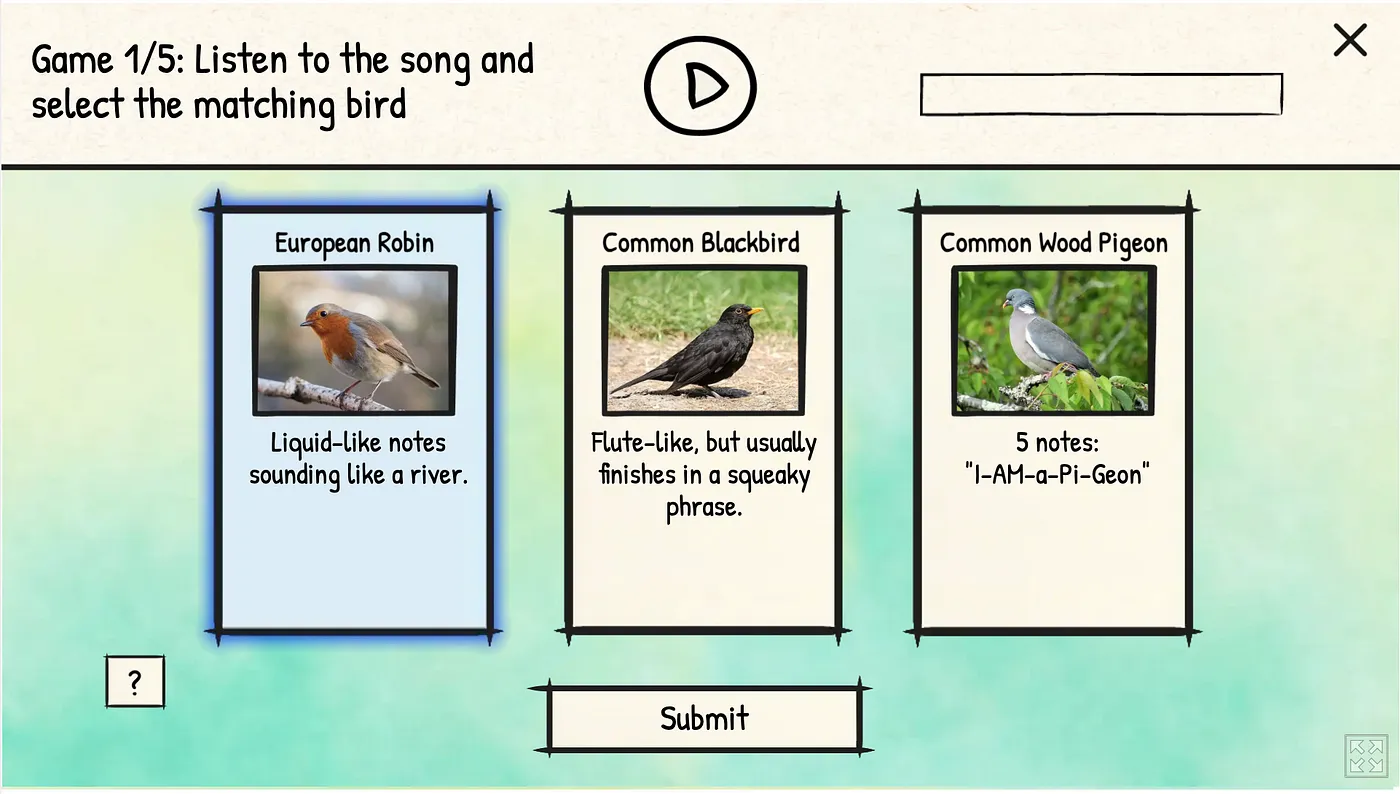 Game 1/5: Listen to the song and
select the matching bird
European Robin
Liquid-like notes
sounding like a river.
Common Blackbird
Flute-like, but usually
finishes in a squeaky
phrase.
Common Wood Pigeon
5 notes:
"I-AM-a-Pi-Geon"
?
Submit